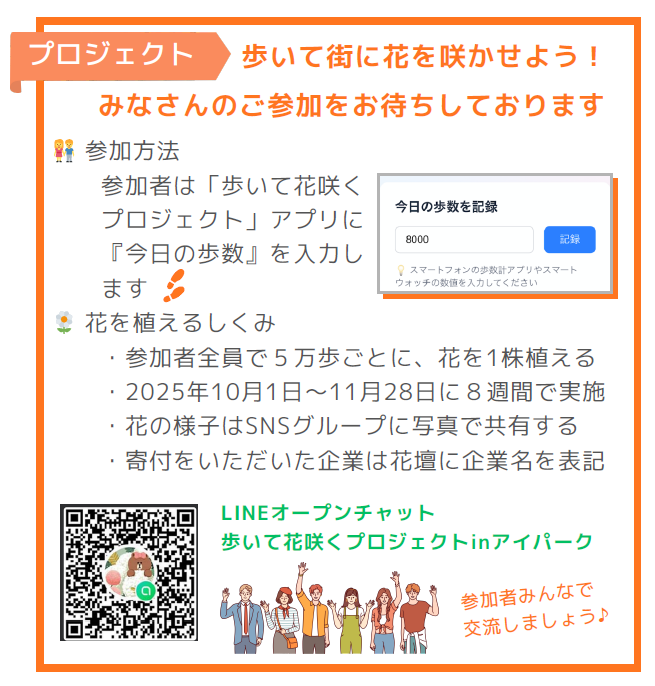 プロジェクト
歩いて街に花を咲かせよう！
みなさんのご参加をお待ちしております
参加方法
参加者は「歩いて花咲く
プロジェクト」アプリに
『今日の歩数』を入力し
ます
今日の歩数を記録
8000
記録
スマートフォンの歩数計アプリやスマート
ウォッチの数値を入力してください
花を植えるしくみ
・参加者全員で５万歩ごとに、花を1株植える
・2025年10月1日～11月28日に８週間で実施
・花の様子はSNSグループに写真で共有する
・寄付をいただいた企業は花壇に企業名を表記
LINEオープンチャット
歩いて花咲くプロジェクトinアイパーク
参加者みんなで
交流しましょう♪